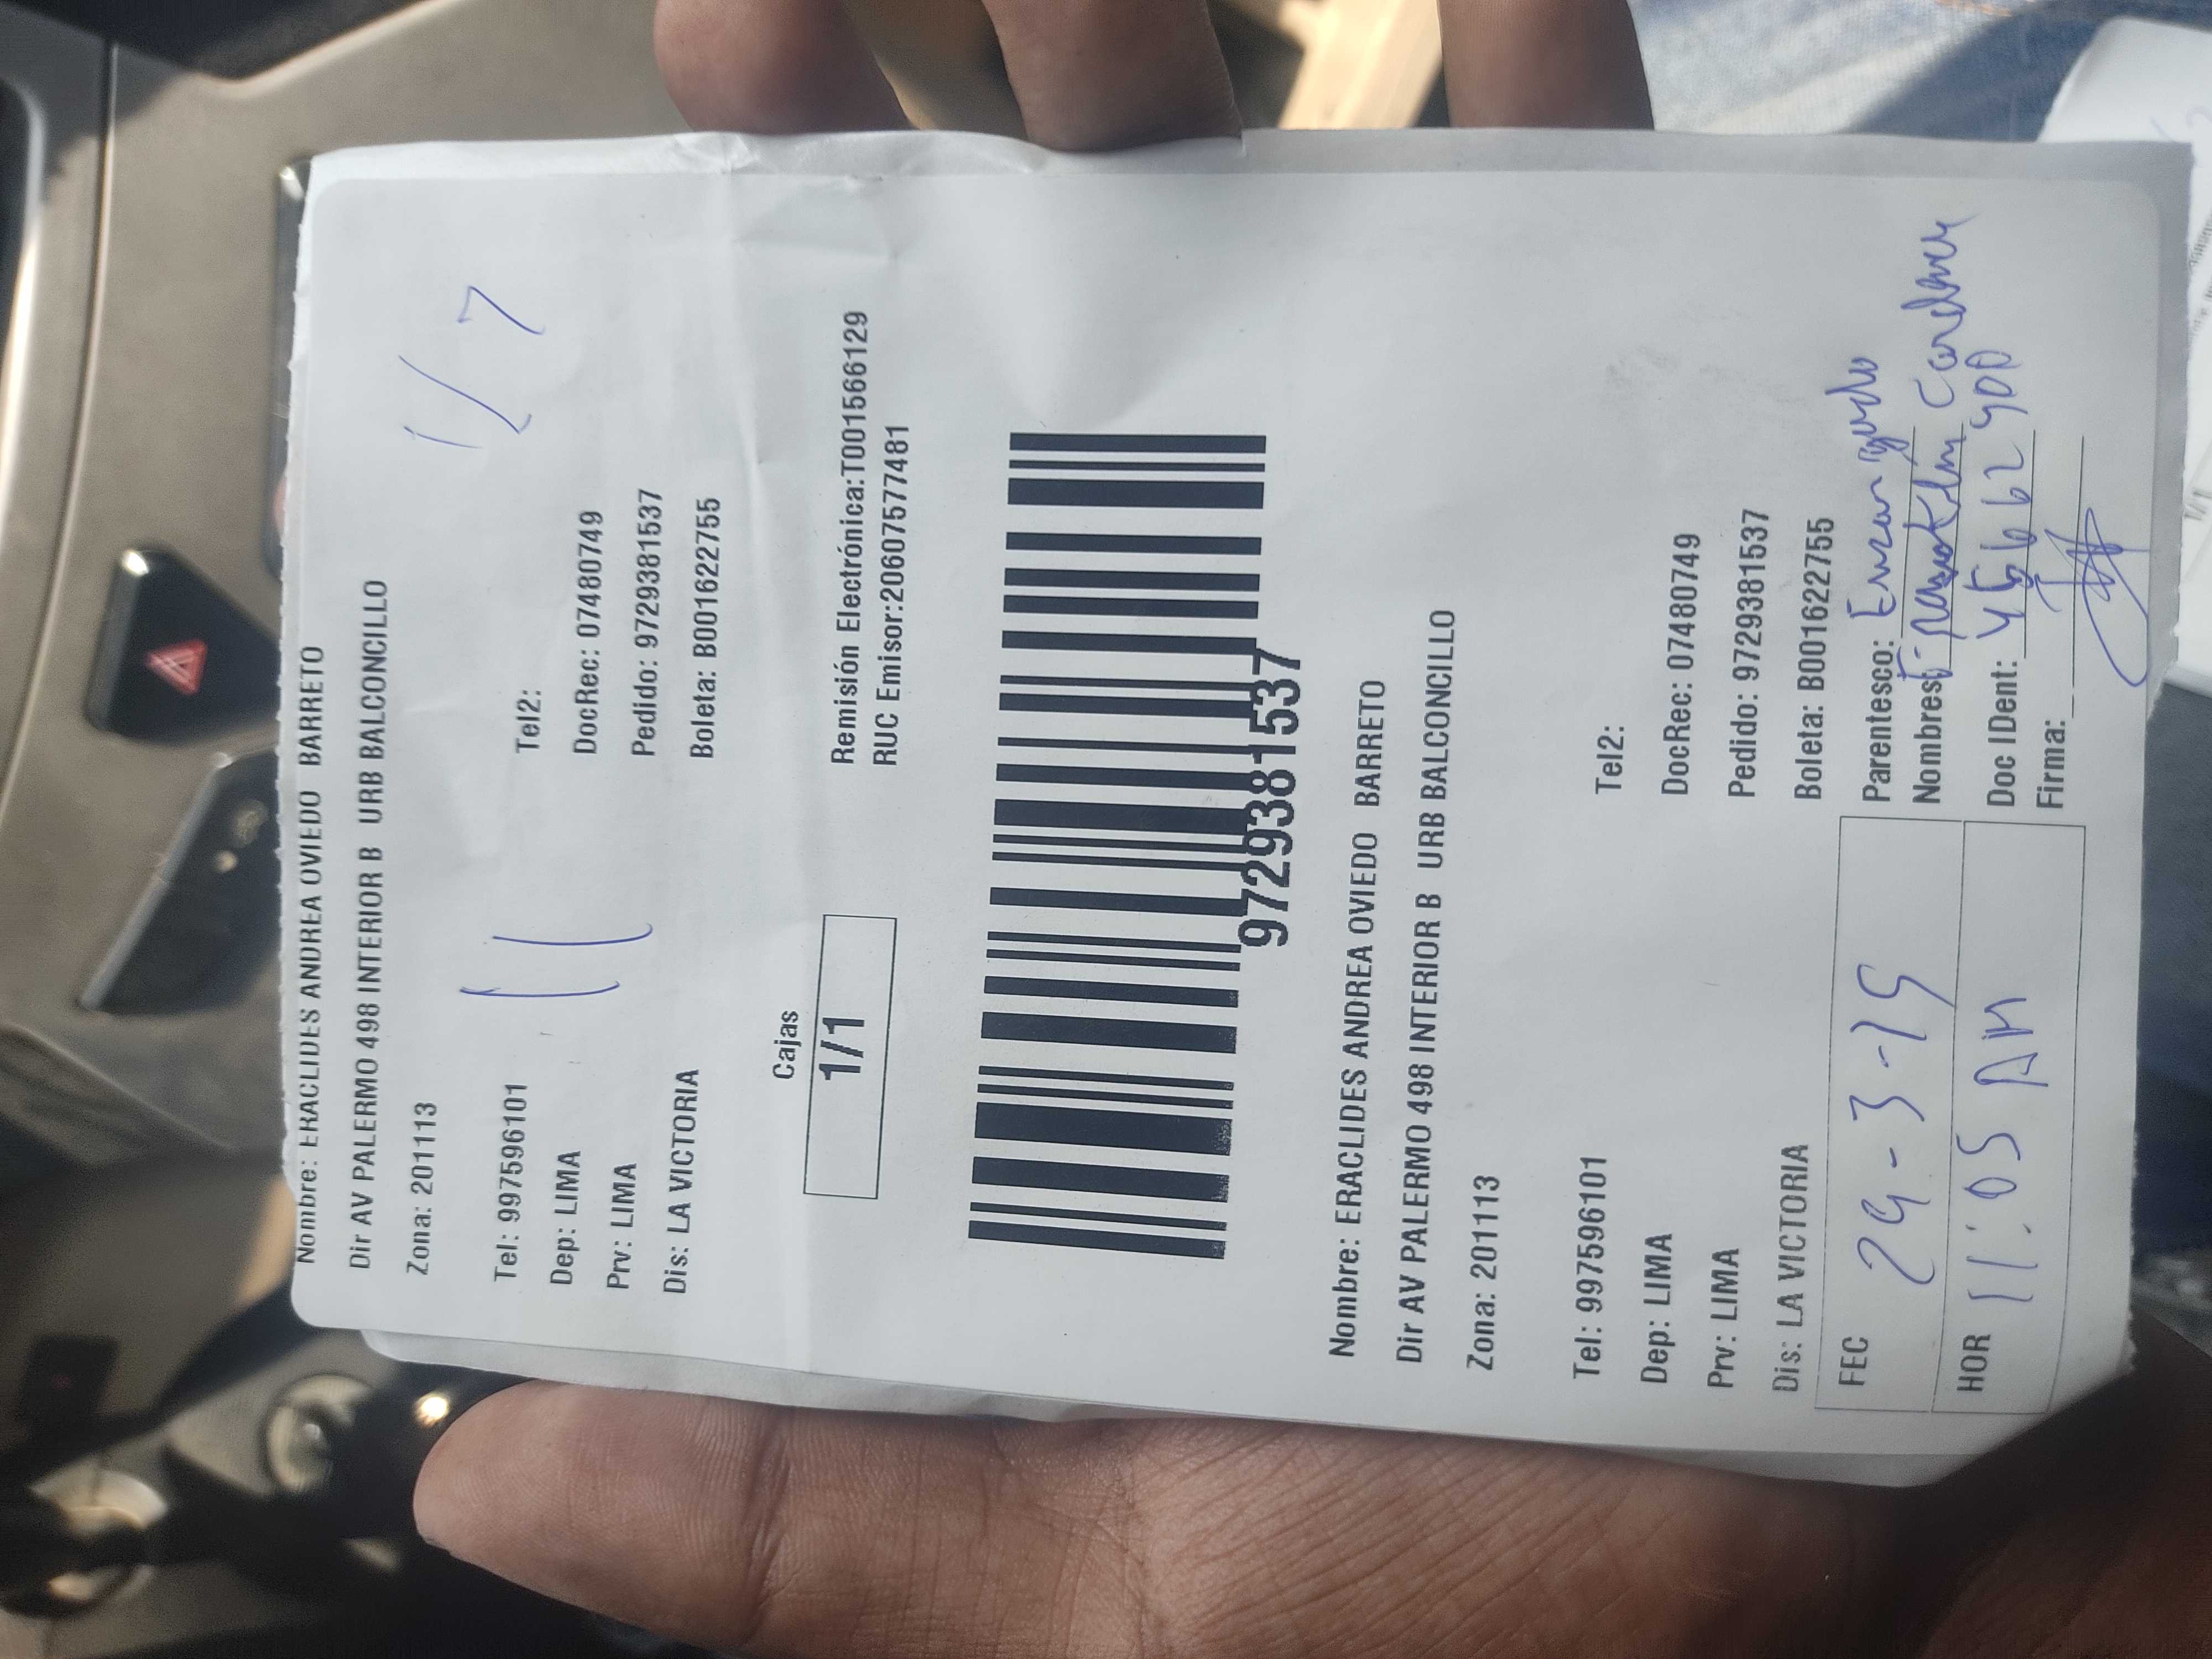 Nombre: ERACLIDES ANDREA OVIEDO BARRETO
Dir AV PALERMO 498 INTERIOR B URB BALCONCILLO
Zona: 201113
1/7
11
Tel: 997596101 Tel2:
Dep: LIMA DocRec: 07480749
Prv: LIMA Pedido: 9729381537
Dis: LA VICTORIA Boleta: B001622755
Cajas
1/1
Remisión Electrónica:T001566129
RUC Emisor:20607577481
9729381537
Nombre: ERACLIDES ANDREA OVIEDO BARRETO
Dir AV PALERMO 498 INTERIOR B URB BALCONCILLO
Zona: 201113
Tel: 997596101 Tel2:
Dep: LIMA DocRec: 07480749
Prv: LIMA Pedido: 9729381537
Dis: LA VICTORIA Boleta: B001622755
FEC
Parentesco: Encargado
Nombres:
HOR 11:05 AM
Doc IDent:
Firma: